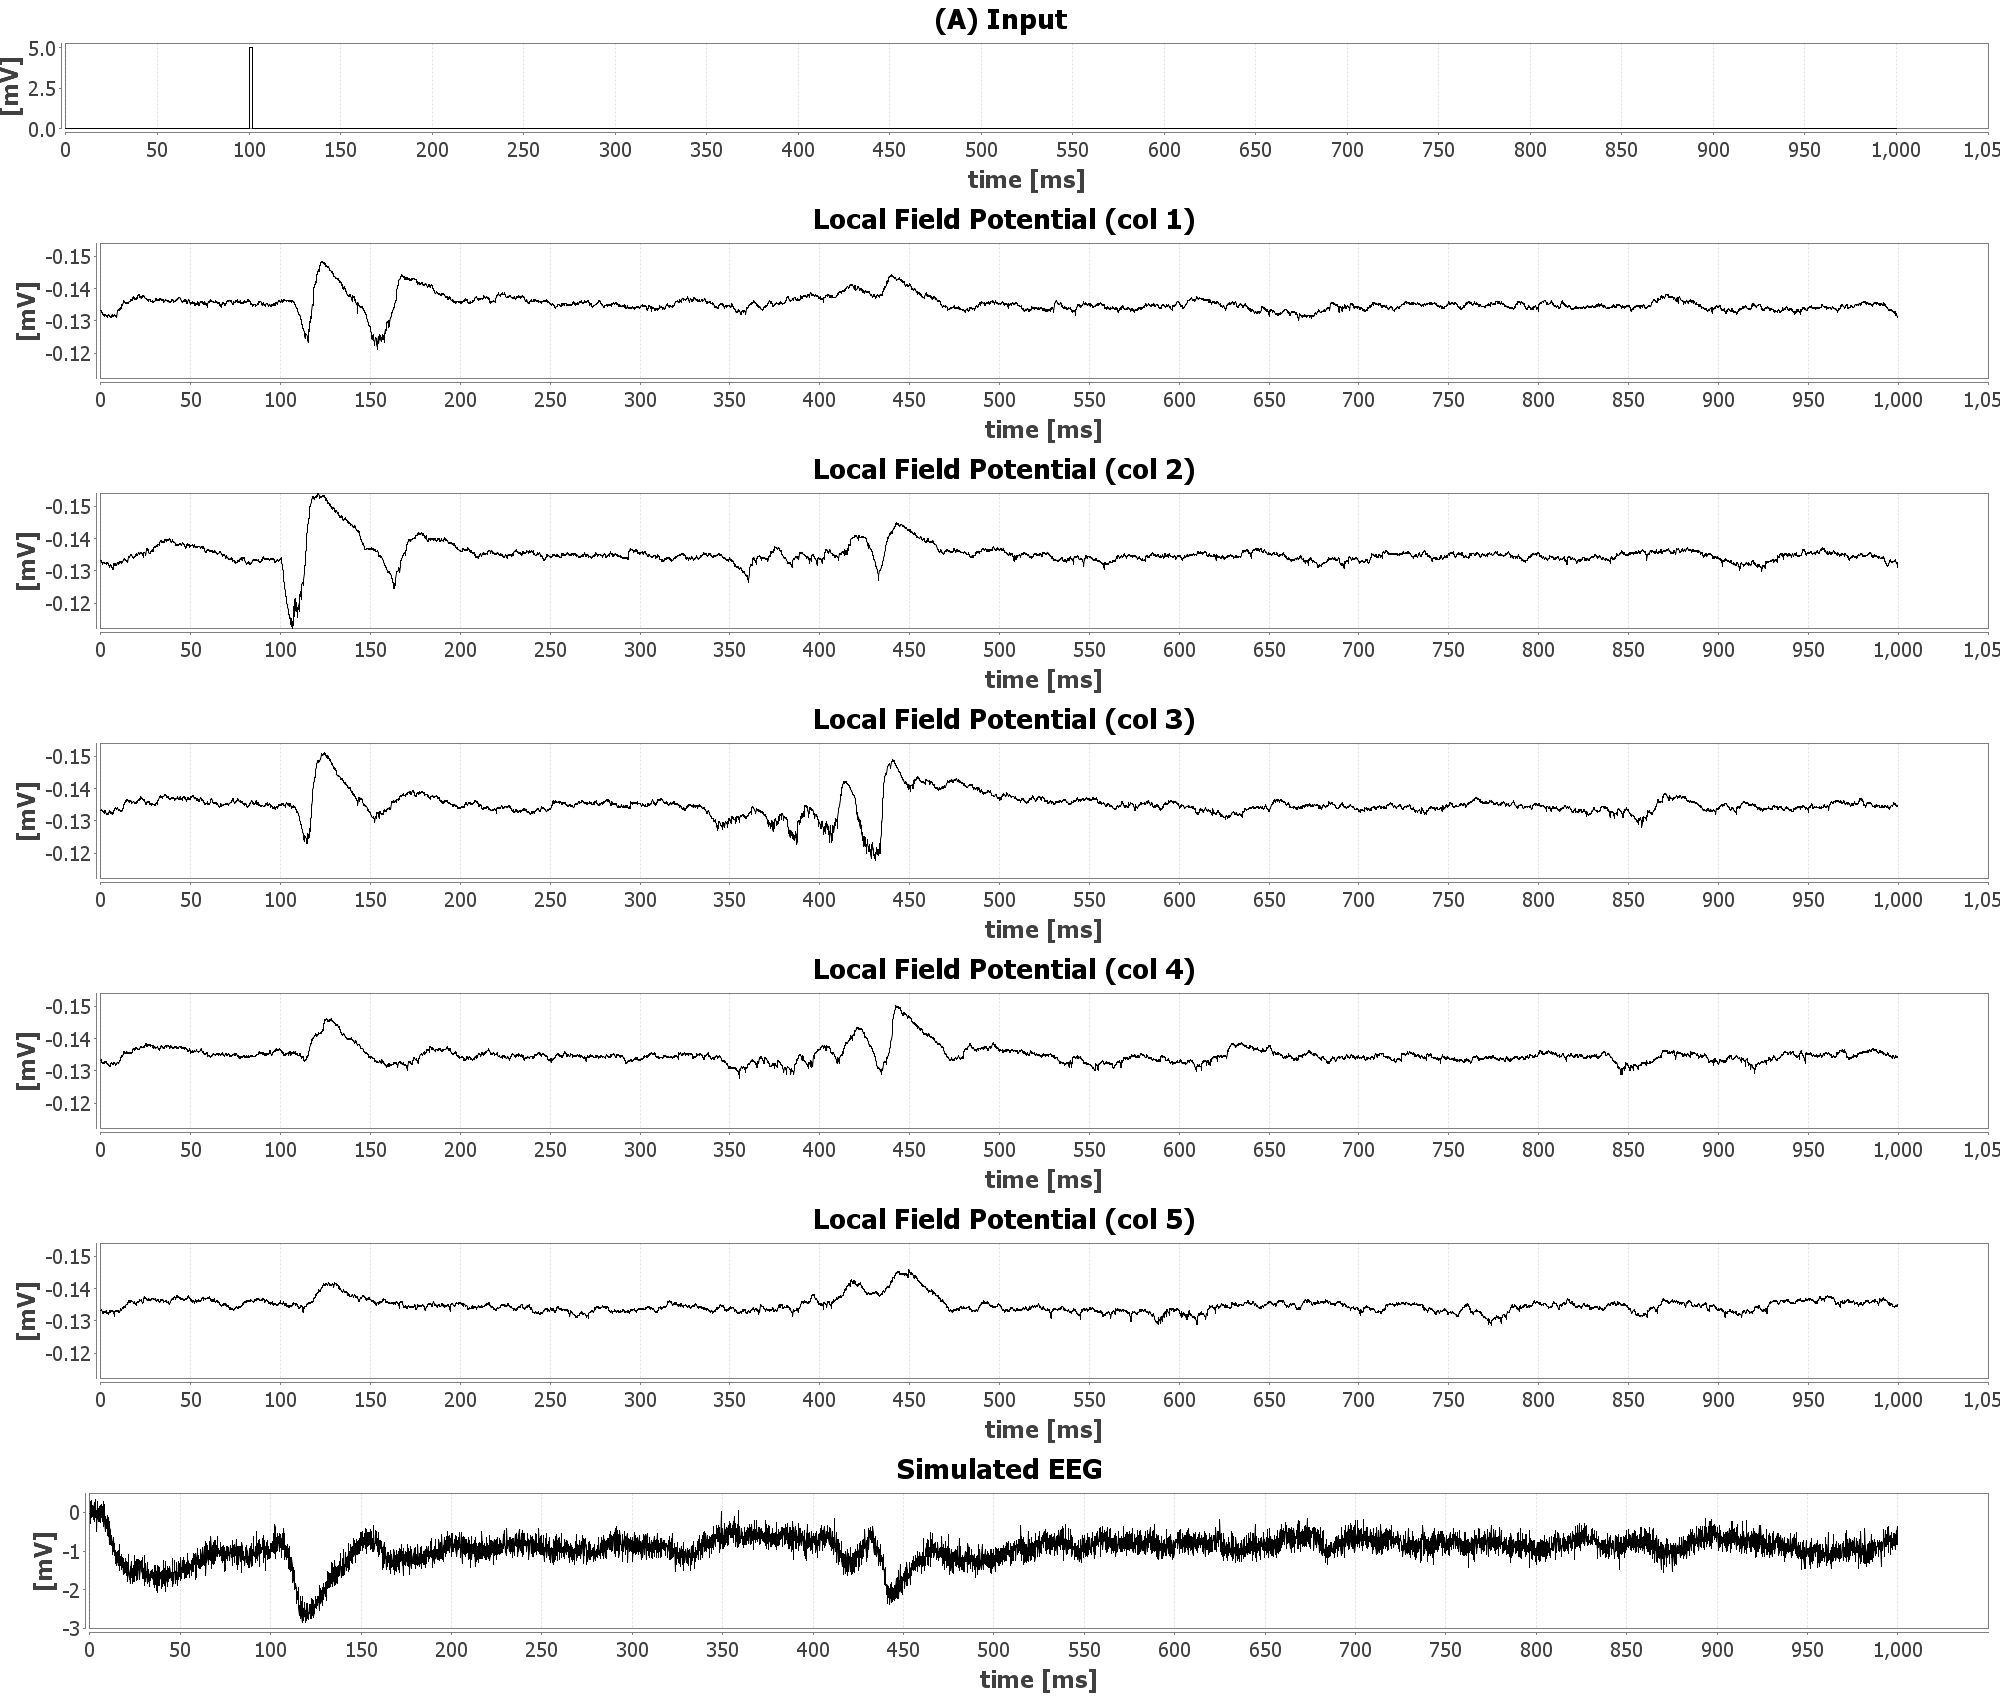 (A) Input
5.0
2.5
0.0
[mV]
0 50 100 150 200 250 300 350 400 450 500 550 600 650 700 750 800 850 900 950 1,000 1,05
time [ms]
Local Field Potential (col 1)
-0.15
-0.14
-0.13
-0.12
[mV]
0 50 100 150 200 250 300 350 400 450 500 550 600 650 700 750 800 850 900 950 1,000 1,05
time [ms]
Local Field Potential (col 2)
-0.15
-0.14
-0.13
-0.12
[mV]
0 50 100 150 200 250 300 350 400 450 500 550 600 650 700 750 800 850 900 950 1,000 1,05
time [ms]
Local Field Potential (col 3)
-0.15
-0.14
-0.13
-0.12
[mV]
0 50 100 150 200 250 300 350 400 450 500 550 600 650 700 750 800 850 900 950 1,000 1,05
time [ms]
Local Field Potential (col 4)
-0.15
-0.14
-0.13
-0.12
[mV]
0 50 100 150 200 250 300 350 400 450 500 550 600 650 700 750 800 850 900 950 1,000 1,05
time [ms]
Local Field Potential (col 5)
-0.15
-0.14
-0.13
-0.12
[mV]
0 50 100 150 200 250 300 350 400 450 500 550 600 650 700 750 800 850 900 950 1,000 1,05
time [ms]
Simulated EEG
0
-1
-2
-3
[mV]
0 50 100 150 200 250 300 350 400 450 500 550 600 650 700 750 800 850 900 950 1,000
time [ms]